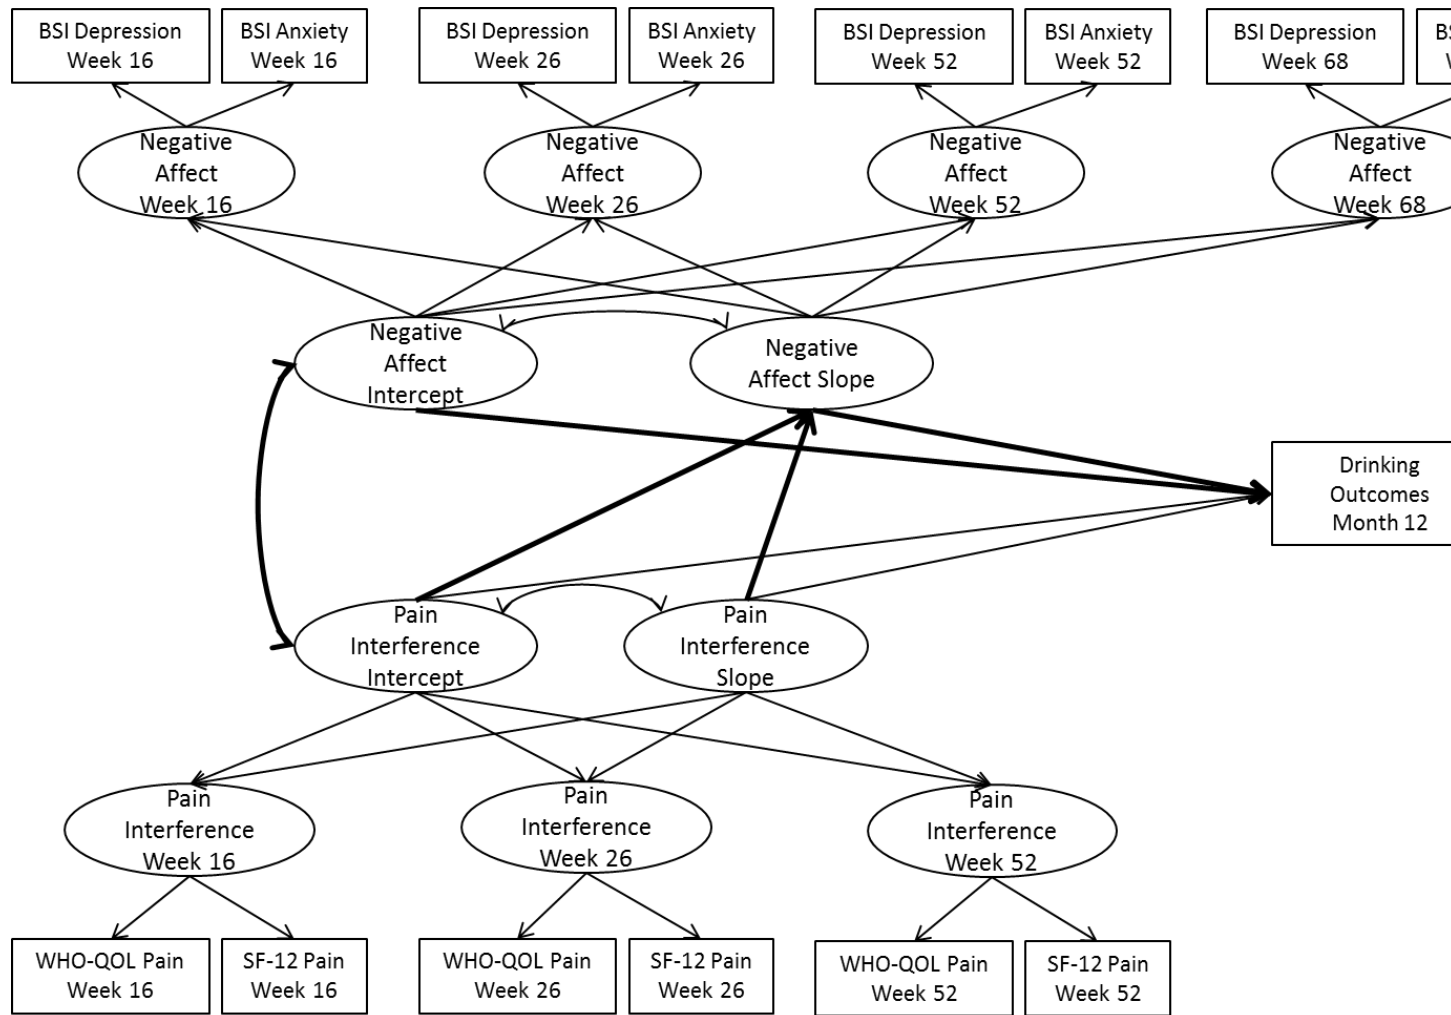 BSI Depression
Week 16
BSI Anxiety
Week 16
BSI Depression
Week 26
BSI Anxiety
Week 26
BSI Depression
Week 52
BSI Anxiety
Week 52
BSI Depression
Week 68
Negative
Affect
Week 16
Negative
Affect
Week 26
Negative
Affect
Week 52
Negative
Affect
Week 68
Negative
Affect
Intercept
Negative
Affect Slope
Drinking
Outcomes
Month 12
Pain
Interference
Intercept
Pain
Interference
Slope
Pain
Interference
Week 16
Pain
Interference
Week 26
Pain
Interference
Week 52
WHO-QOL Pain
Week 16
SF-12 Pain
Week 16
WHO-QOL Pain
Week 26
SF-12 Pain
Week 26
WHO-QOL Pain
Week 52
SF-12 Pain
Week 52